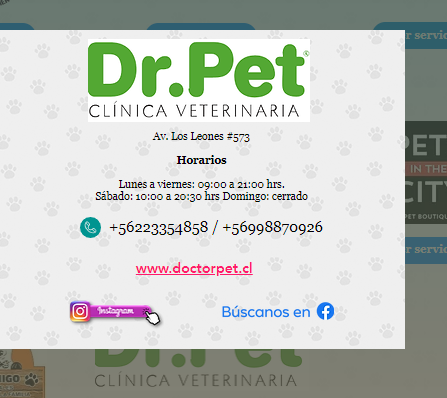 r servic
Dr.Pet
CLÍNICA VETERINARIA
Av. Los Leones #573
Horarios
Lunes a viernes: 09:00 a 21:00 hrs.
Sábado: 10:00 a 20:30 hrs Domingo: cerrado
+56223354858 / +56998870926
www.doctorpet.cl
Instagram
Búscanos en
PET
IN THE
CITY
PET BOUTIQU
r servic
MIGO
Dr.Pet
CLÍNICA VETERINARIA